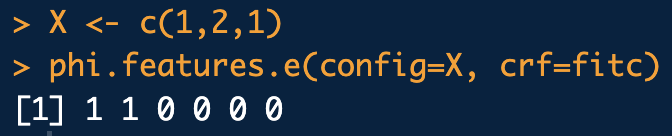 > X <- c(1,2,1)
> phi.features.e(config=X, crf=fitc)
[1] 1 1 0 0 0 0